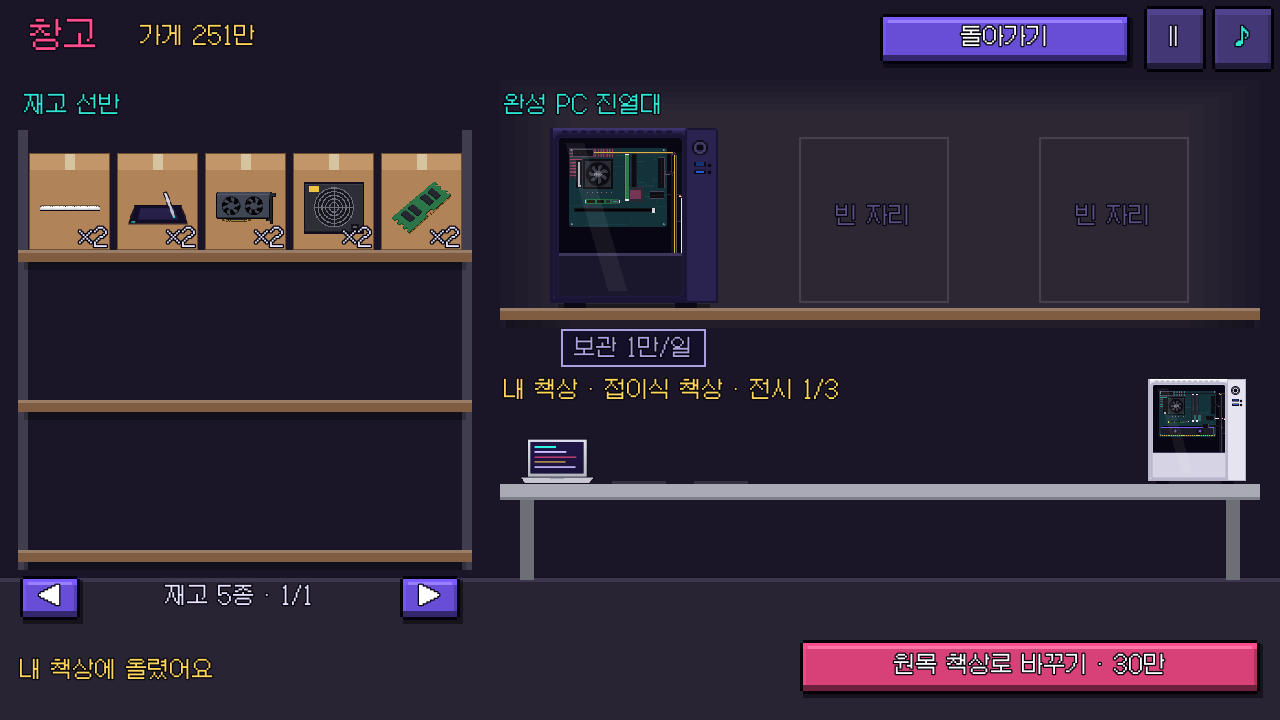 창고
가게 251만
돌아가기
재고 선반
×2 ×2 ×2 ×2 ×2
재고 5종 · 1/1
완성 PC 진열대
빈 자리
빈 자리
보관 1만/일
내 책상 · 접이식 책상 · 전시 1/3
내 책상에 올렸어요
원목 책상로 바꾸기 · 30만